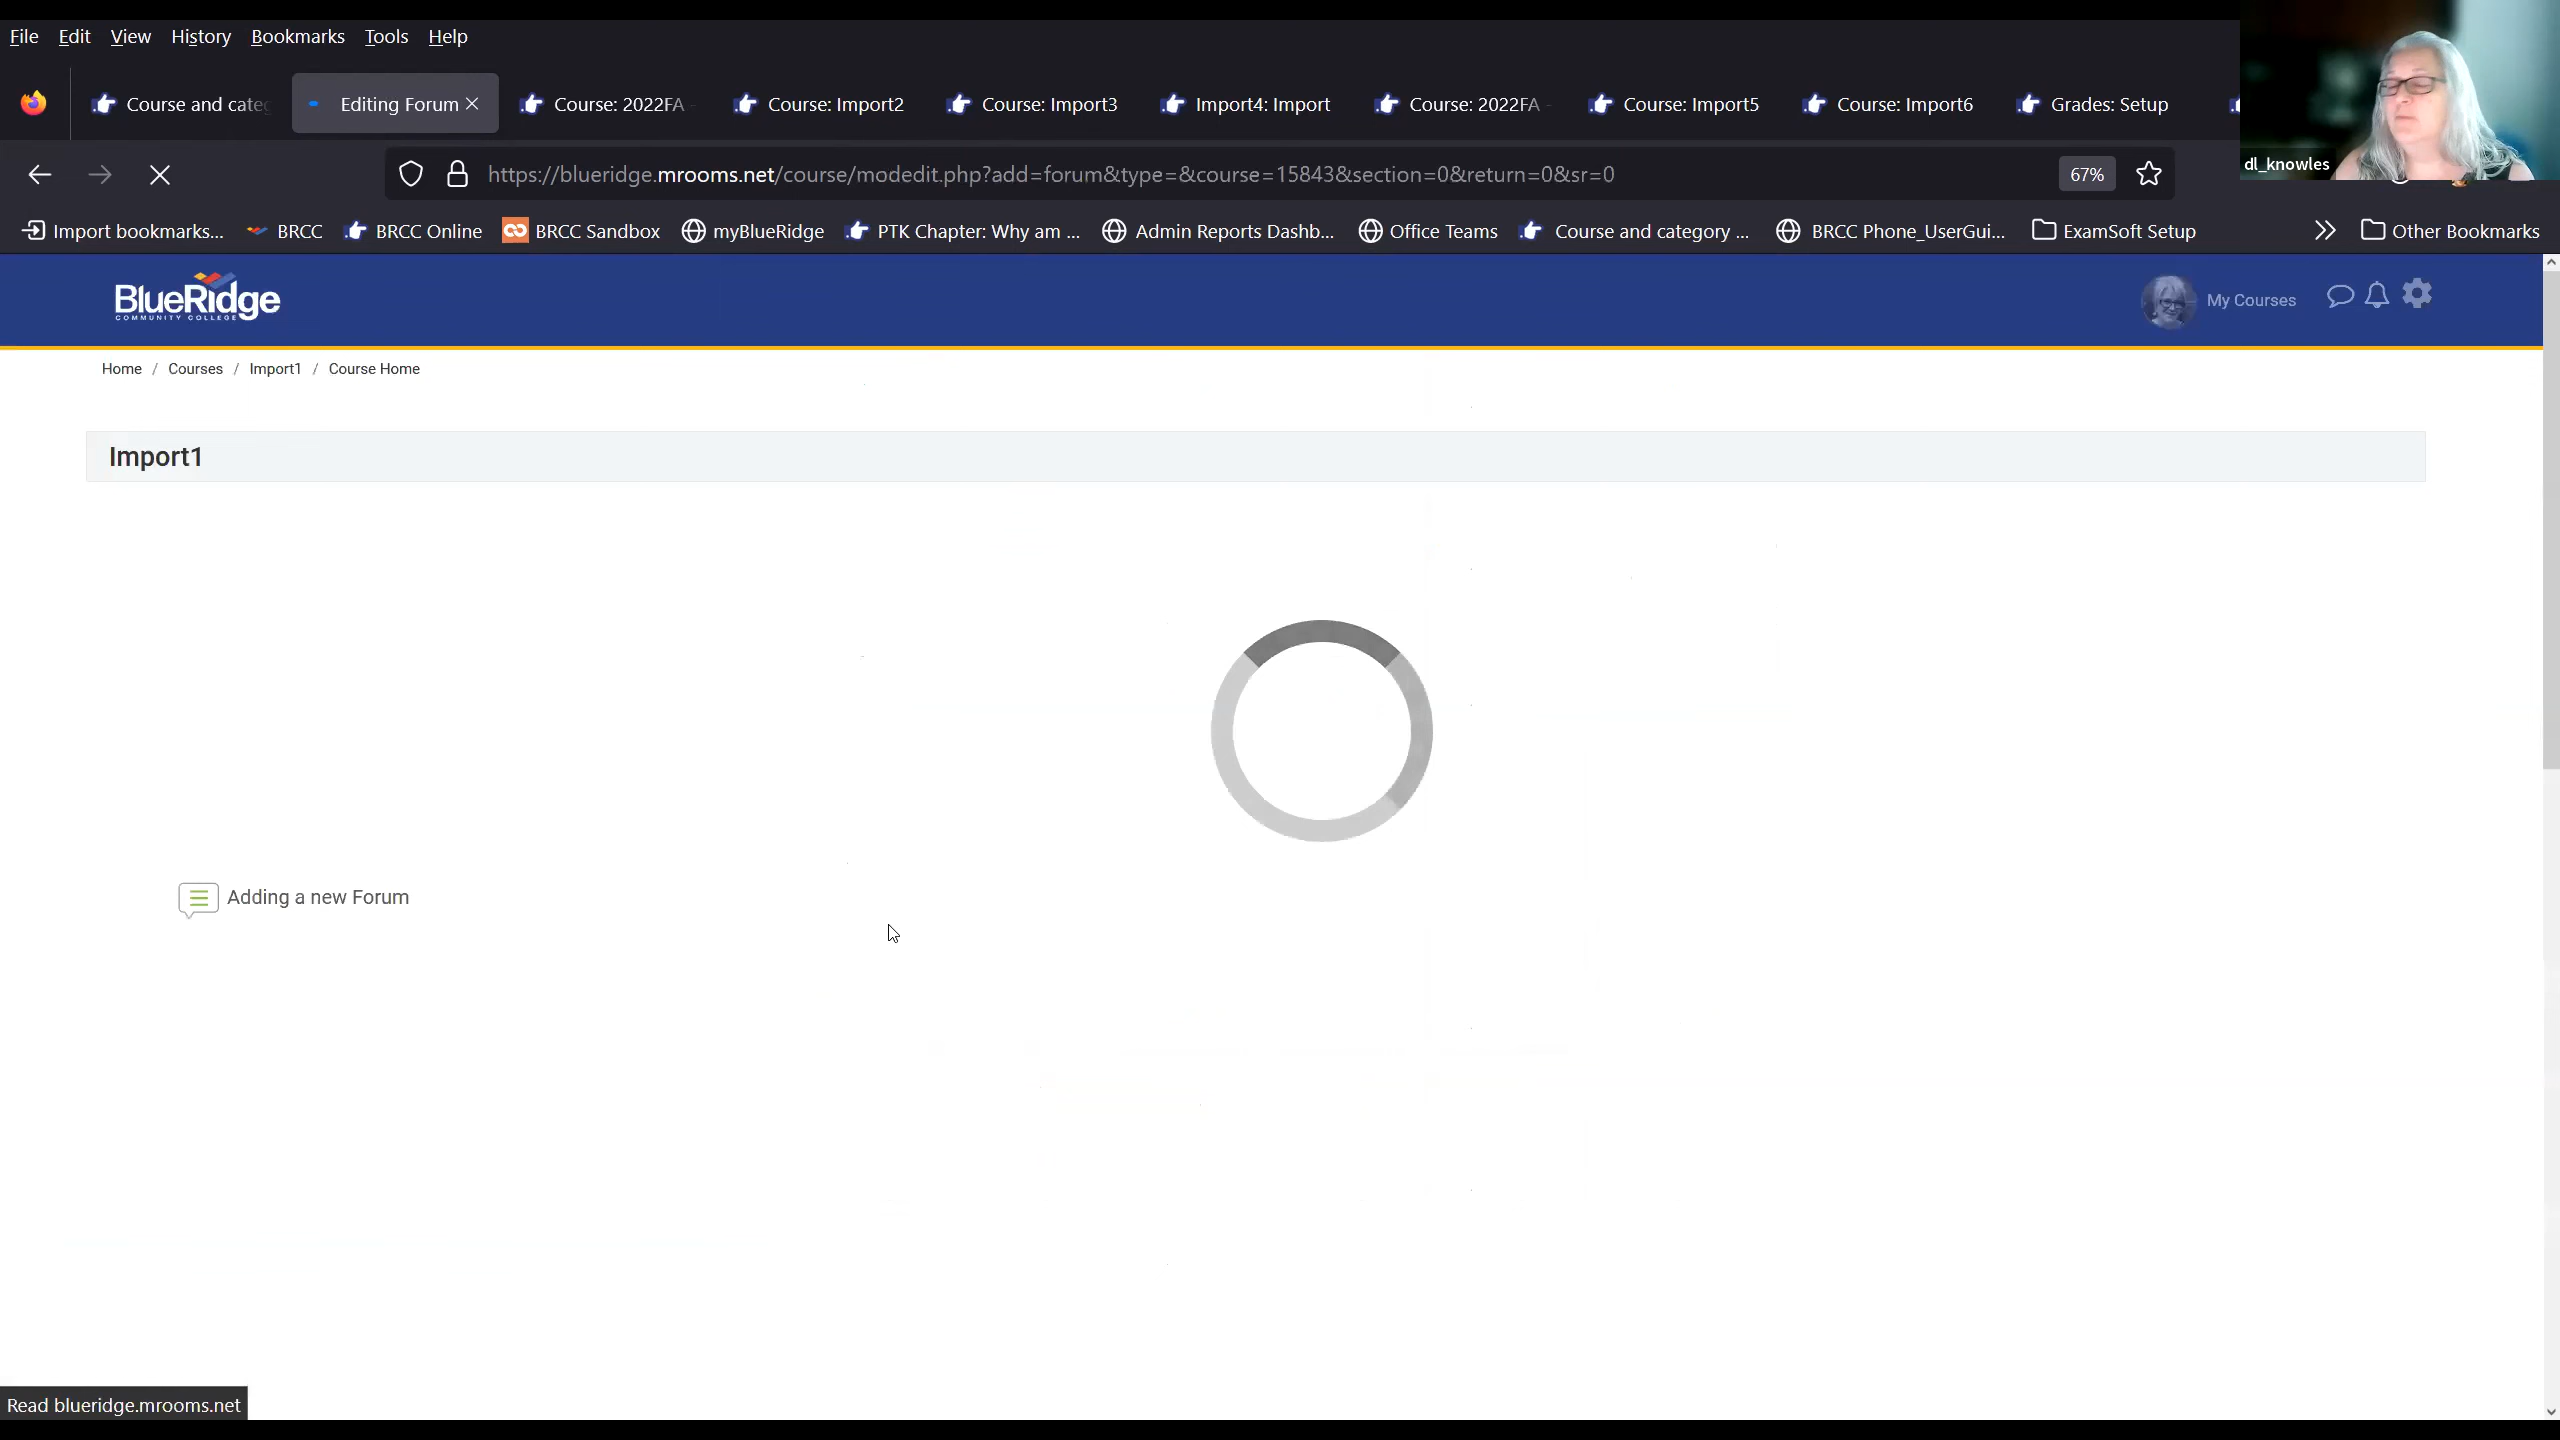 File Edit View History Bookmarks Tools Help
Course and categ Editing Forum Course: 2022FA - Course: Import2 Course: Import3 Import4: Import Course: 2022FA - Course: Import5 Course: Import6 Grades: Setup
https://blueridge.mrooms.net/course/modedit.php?add=forum&type=&course=15843&section=0&return=0&sr=0 67%
dl_knowles
Import bookmarks... BRCC BRCC Online BRCC Sandbox myBlueRidge PTK Chapter: Why am ... Admin Reports Dashb... Office Teams Course and category ... BRCC Phone_UserGui... ExamSoft Setup Other Bookmarks
BlueRidge
COMMUNITY COLLEGE
My Courses
Home / Courses / Import1 / Course Home
Import1
Adding a new Forum
Read blueridge.mrooms.net